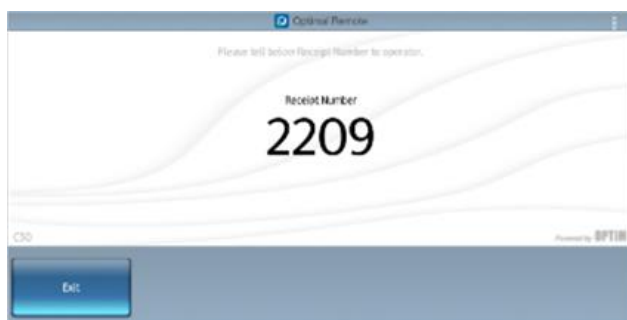 Optimal Remote
Please tell below Receipt Number to operator.
Receipt Number
2209
Powered by OPTiM
Exit